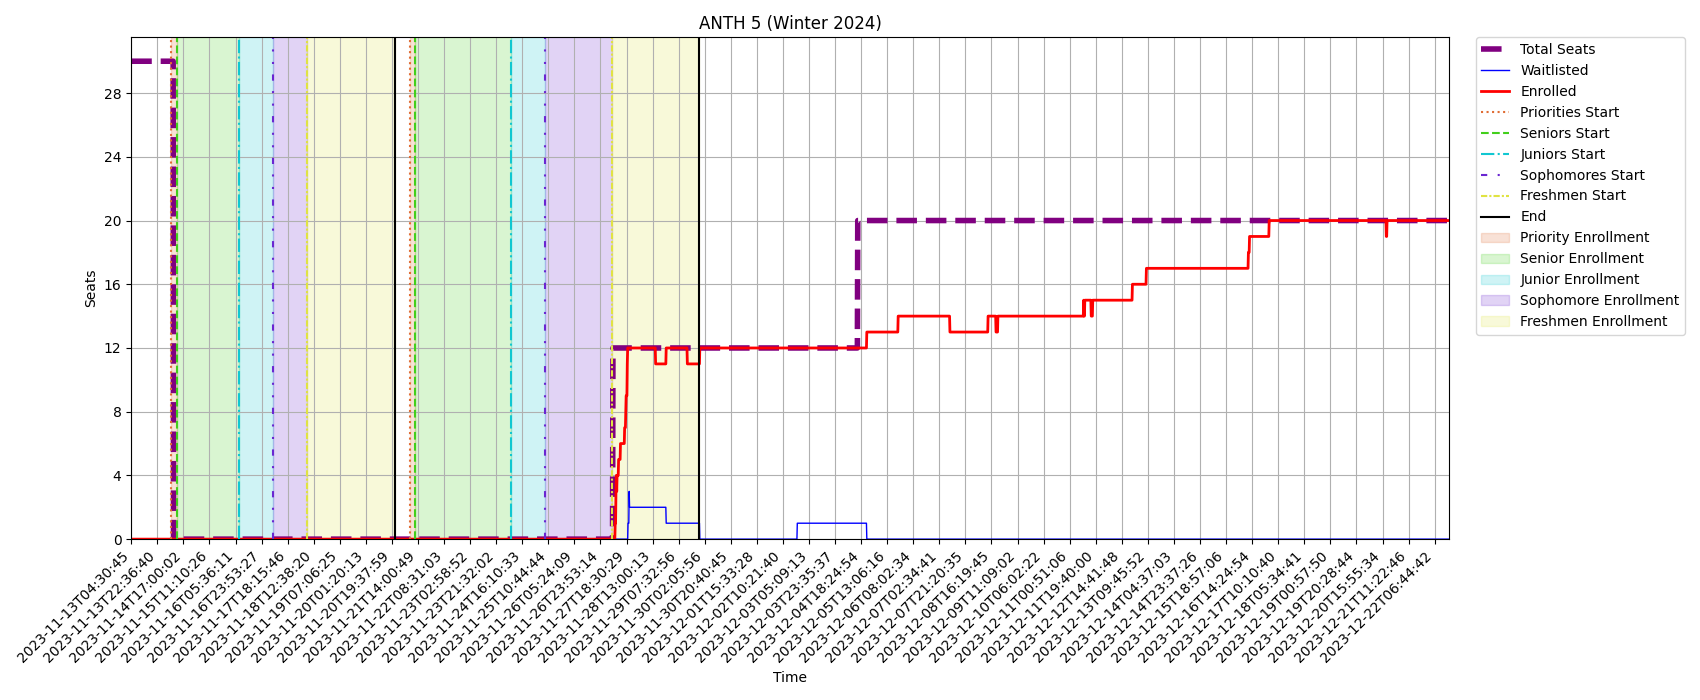 ANTH 5 (Winter 2024)
Seats
28
24
20
16
12
8
4
0
2023-11-13T04:30:45
2023-11-13T22:36:40
2023-11-14T17:00:02
2023-11-15T11:10:26
2023-11-16T05:36:11
2023-11-16T23:53:27
2023-11-17T18:15:46
2023-11-18T12:38:20
2023-11-19T07:06:25
2023-11-20T01:20:13
2023-11-20T19:37:59
2023-11-21T14:00:49
2023-11-22T08:31:03
2023-11-23T02:58:52
2023-11-23T21:32:02
2023-11-24T16:10:33
2023-11-25T10:44:44
2023-11-26T05:24:09
2023-11-26T23:53:14
2023-11-27T18:30:29
2023-11-28T13:00:13
2023-11-29T07:32:56
2023-11-30T02:05:56
2023-11-30T20:40:45
2023-12-01T15:33:28
2023-12-02T10:21:40
2023-12-03T05:09:13
2023-12-03T23:35:37
2023-12-04T18:24:54
2023-12-05T13:06:16
2023-12-06T08:02:34
2023-12-07T02:34:41
2023-12-07T21:20:35
2023-12-08T16:19:45
2023-12-09T11:09:02
2023-12-10T06:02:22
2023-12-11T00:51:06
2023-12-11T19:40:00
2023-12-12T14:41:48
2023-12-13T09:45:52
2023-12-14T04:37:03
2023-12-14T23:37:26
2023-12-15T18:57:06
2023-12-16T14:24:54
2023-12-17T10:10:40
2023-12-18T05:34:41
2023-12-19T00:57:50
2023-12-19T20:28:44
2023-12-20T15:55:34
2023-12-21T11:22:46
2023-12-22T06:44:42
Time
Total Seats
Waitlisted
Enrolled
Priorities Start
Seniors Start
Juniors Start
Sophomores Start
Freshmen Start
End
Priority Enrollment
Senior Enrollment
Junior Enrollment
Sophomore Enrollment
Freshmen Enrollment